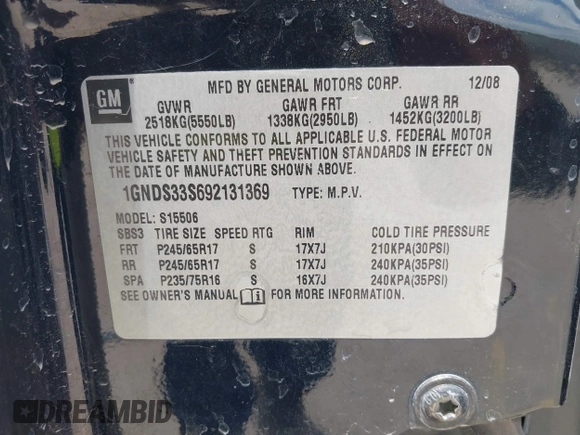 GM
MFD BY GENERAL MOTORS CORP. 12/08
GVWR GAWR FRT GAWR RR
2518KG(5550LB) 1338KG(2950LB) 1452KG(3200LB)
THIS VEHICLE CONFORMS TO ALL APPLICABLE U.S. FEDERAL MOTOR
VEHICLE SAFETY AND THEFT PREVENTION STANDARDS IN EFFECT ON
THE DATE OF MANUFACTURE SHOWN ABOVE.
1GNDS33S692131369 TYPE: M.P.V.
MODEL: S15506
SBS3 TIRE SIZE SPEED RTG RIM COLD TIRE PRESSURE
FRT P245/65R17 S 17X7J 210KPA(30PSI)
RR P245/65R17 S 17X7J 240KPA(35PSI)
SPA P235/75R16 S 16X7J 240KPA(35PSI)
SEE OWNER'S MANUAL FOR MORE INFORMATION.
DREAMBID